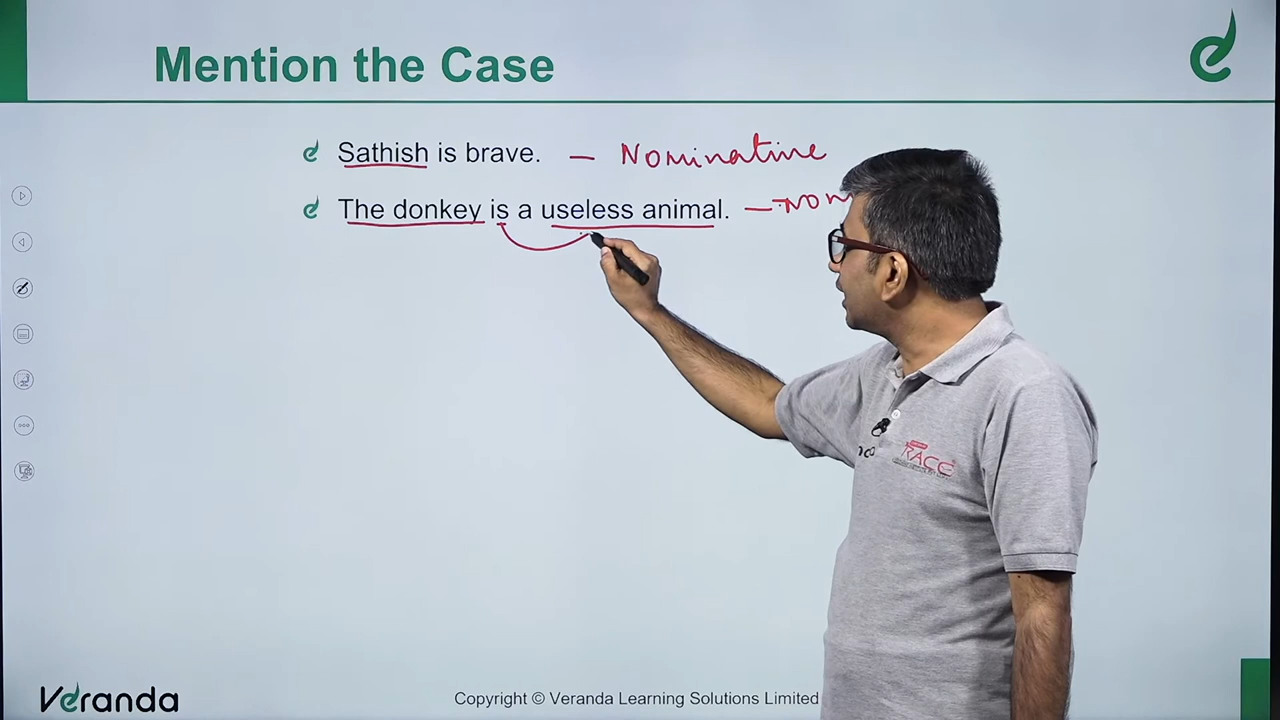 Mention the Case
Sathish is brave. – Nominative
The donkey is a useless animal. – Nom
RACE
Veranda
Copyright © Veranda Learning Solutions Limited